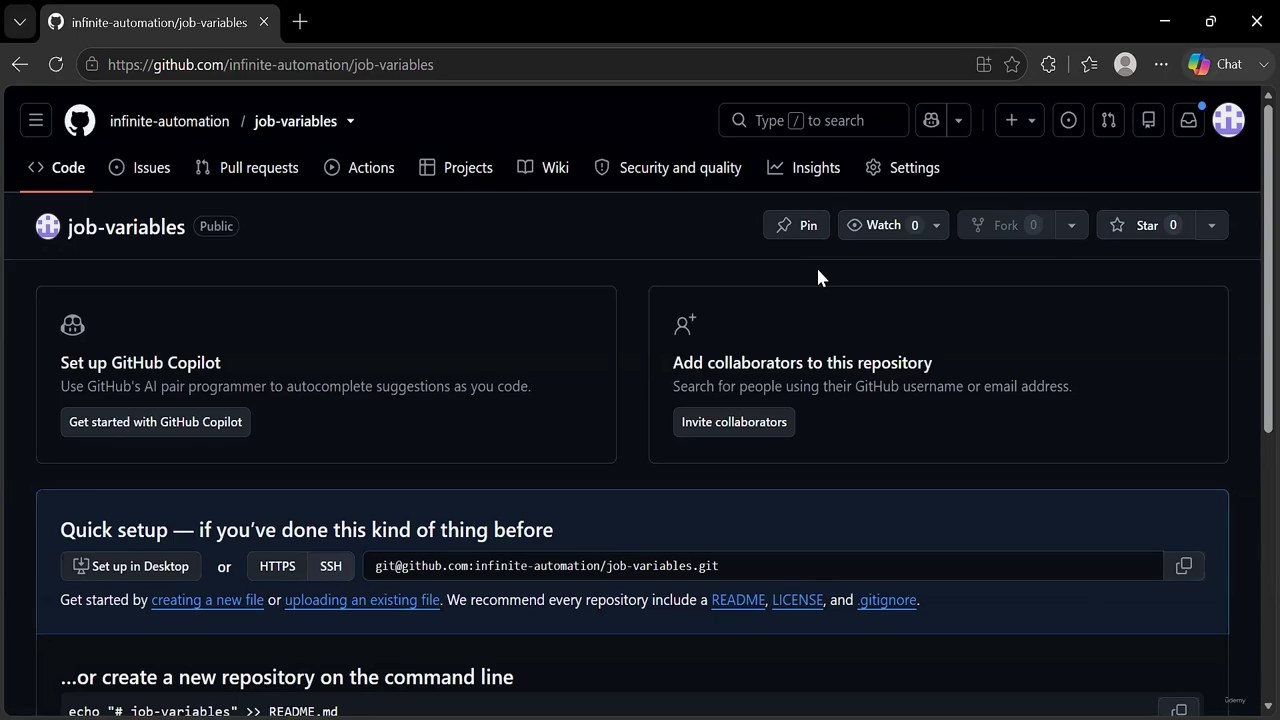 infinite-automation/job-variables
https://github.com/infinite-automation/job-variables
Chat
infinite-automation / job-variables
Type / to search
Code Issues Pull requests Actions Projects Wiki Security and quality Insights Settings
job-variables Public
Pin Watch 0 Fork 0 Star 0
Set up GitHub Copilot
Use GitHub's AI pair programmer to autocomplete suggestions as you code.
Get started with GitHub Copilot
Add collaborators to this repository
Search for people using their GitHub username or email address.
Invite collaborators
Quick setup — if you've done this kind of thing before
Set up in Desktop or HTTPS SSH git@github.com:infinite-automation/job-variables.git
Get started by creating a new file or uploading an existing file. We recommend every repository include a README, LICENSE, and .gitignore.
...or create a new repository on the command line
echo "# job-variables" >> README.md
Udemy